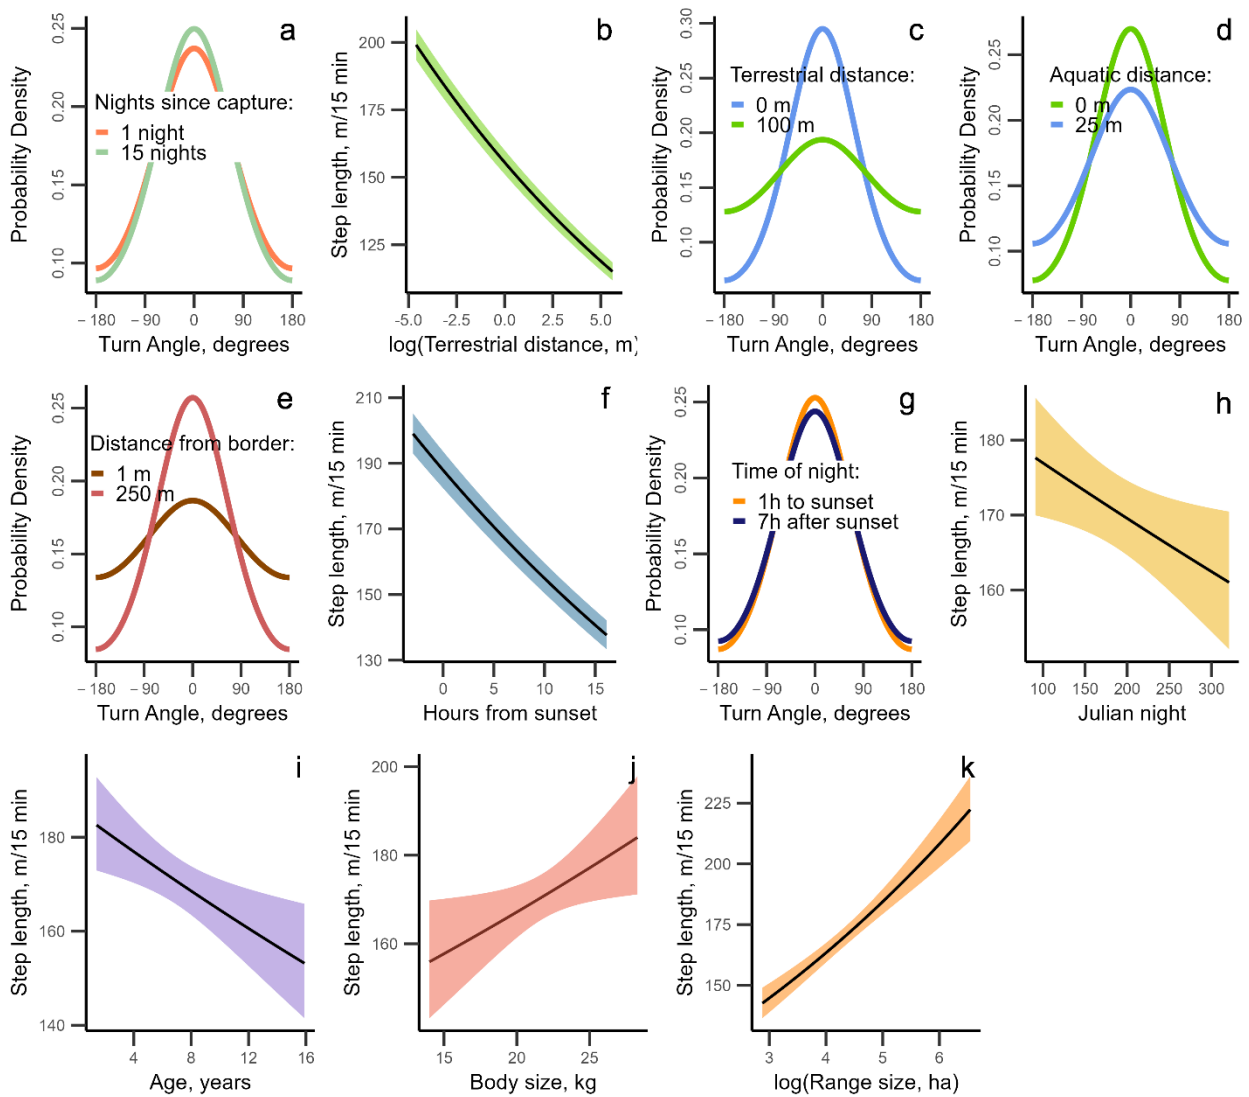 a
Probability Density
0.25
0.20
0.15
0.10
Nights since capture:
1 night
15 nights
−180 −90 0 90 180
Turn Angle, degrees
b
Step length, m/15 min
200
175
150
125
-5.0 -2.5 0.0 2.5 5.0
log(Terrestrial distance, m)
c
Probability Density
0.30
0.20
0.15
0.10
Terrestrial distance:
0 m
100 m
−180 −90 0 90 180
Turn Angle, degrees
d
Probability Density
0.25
0.20
0.15
0.10
Aquatic distance:
0 m
25 m
−180 −90 0 90 180
Turn Angle, degrees
e
Probability Density
0.25
0.20
0.15
0.10
Distance from border:
1 m
250 m
−180 −90 0 90 180
Turn Angle, degrees
f
Step length, m/15 min
210
190
170
150
130
0 5 10 15
Hours from sunset
g
Probability Density
0.25
0.20
0.15
0.10
Time of night:
1h to sunset
7h after sunset
−180 −90 0 90 180
Turn Angle, degrees
h
Step length, m/15 min
180
170
160
100 150 200 250 300
Julian night
i
Step length, m/15 min
180
160
140
4 8 12 16
Age, years
j
Step length, m/15 min
200
180
160
15 20 25
Body size, kg
k
Step length, m/15 min
225
200
175
150
3 4 5 6
log(Range size, ha)